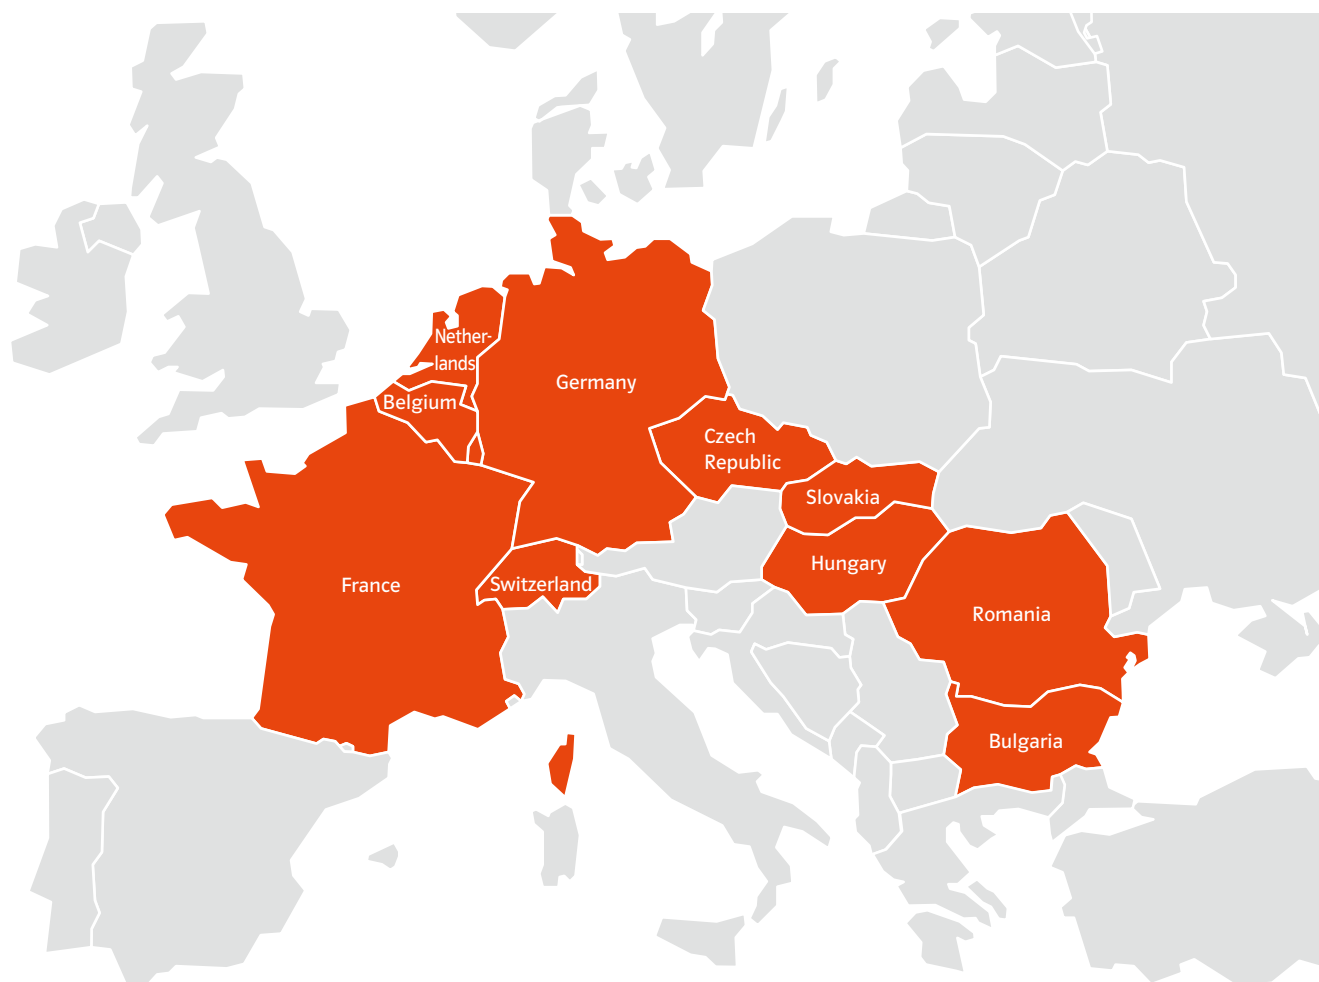 Nether-
lands
Germany
Belgium
Czech
Republic
Slovakia
Hungary
France
Switzerland
Romania
Bulgaria